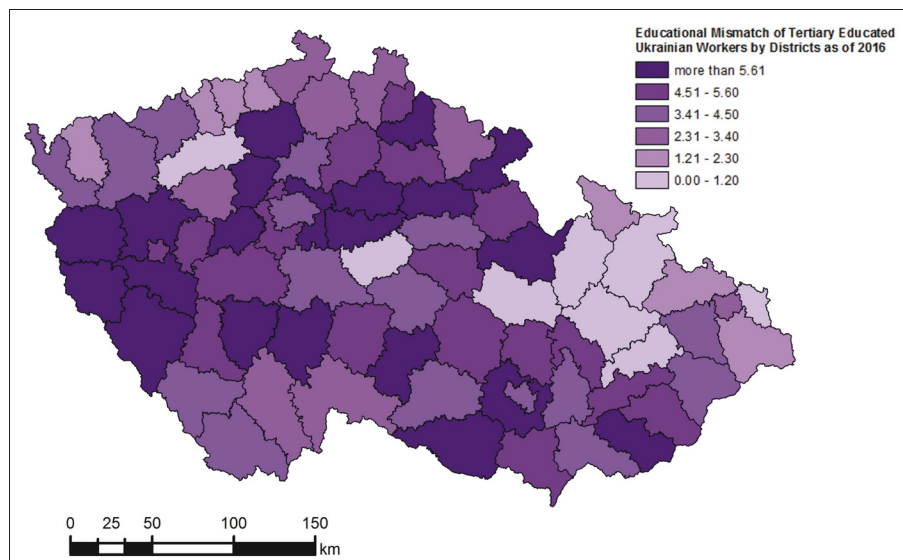 Educational Mismatch of Tertiary Educated
Ukrainian Workers by Districts as of 2016
more than 5.61
4.51 - 5.60
3.41 - 4.50
2.31 - 3.40
1.21 - 2.30
0.00 - 1.20
0 25 50 100 150
km